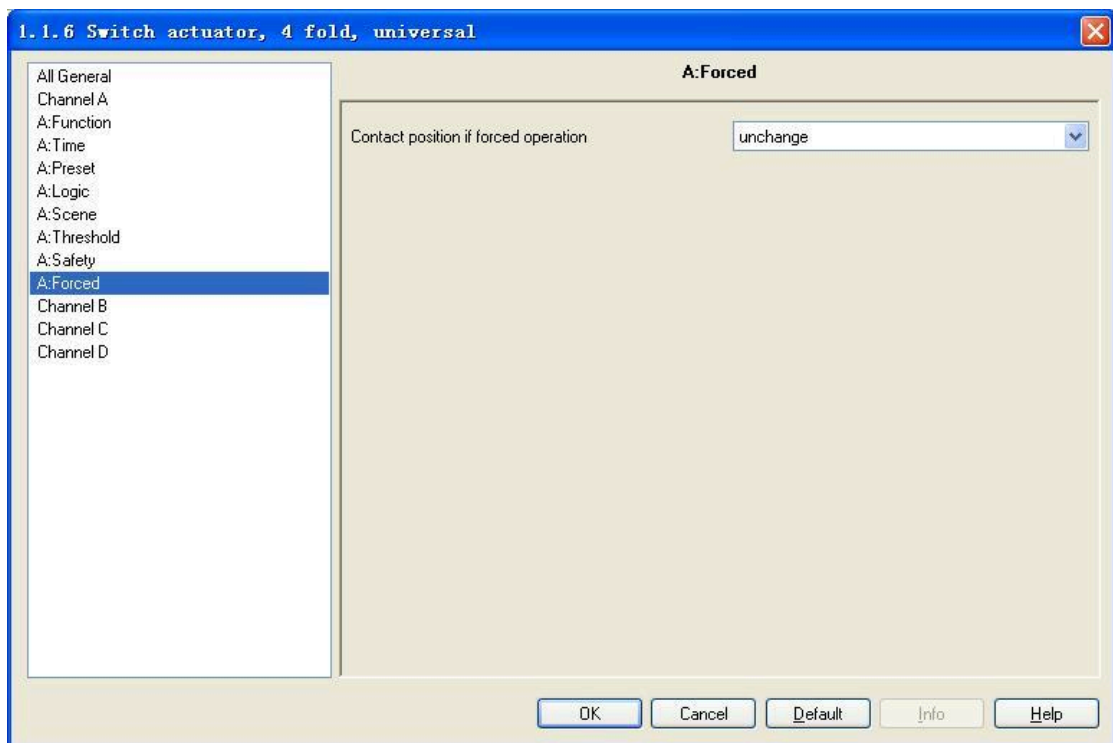 1.1.6 Switch actuator, 4 fold, universal
All General
Channel A
A:Function
A:Time
A:Preset
A:Logic
A:Scene
A:Threshold
A:Safety
A:Forced
Channel B
Channel C
Channel D
A:Forced
Contact position if forced operation unchange
OK Cancel Default Info Help